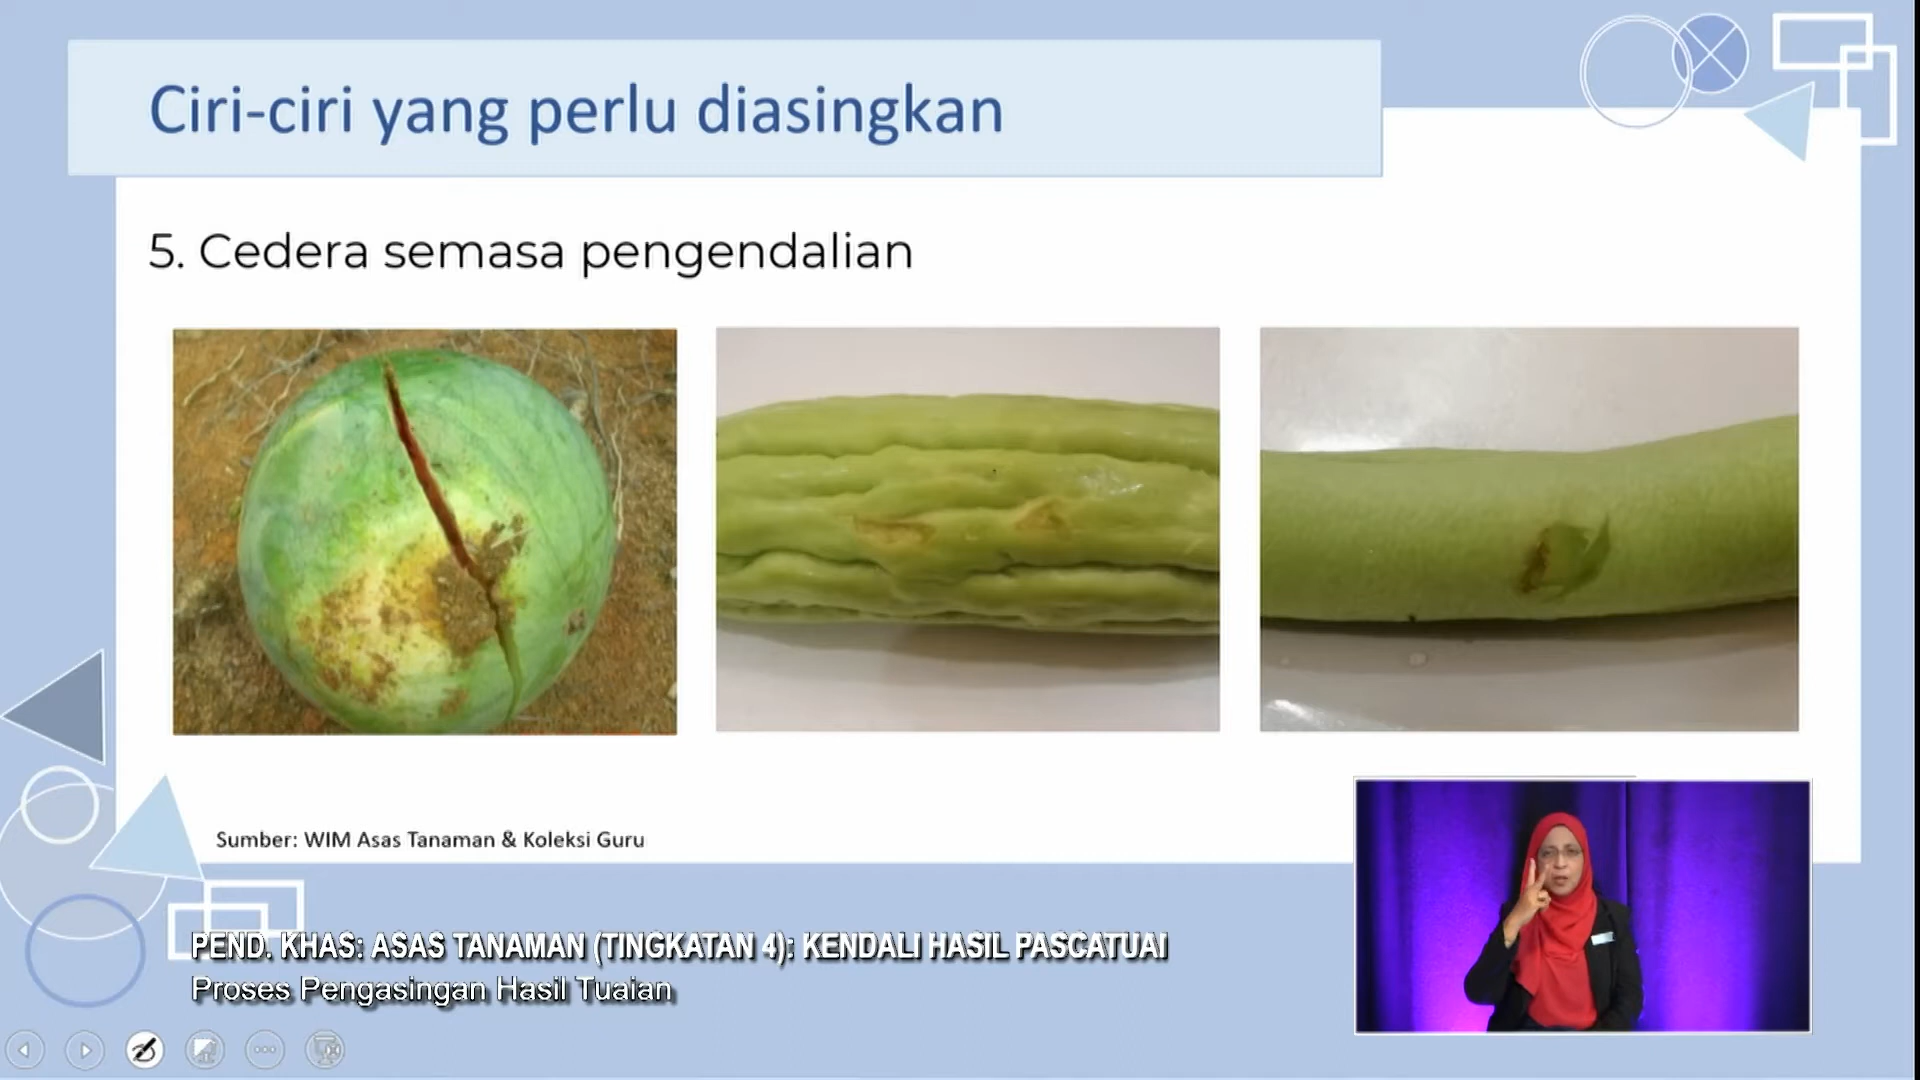 Ciri-ciri yang perlu diasingkan
5. Cedera semasa pengendalian
Sumber: WIM Asas Tanaman & Koleksi Guru
PEND. KHAS: ASAS TANAMAN (TINGKATAN 4): KENDALI HASIL PASCATUAI
Proses Pengasingan Hasil Tuaian